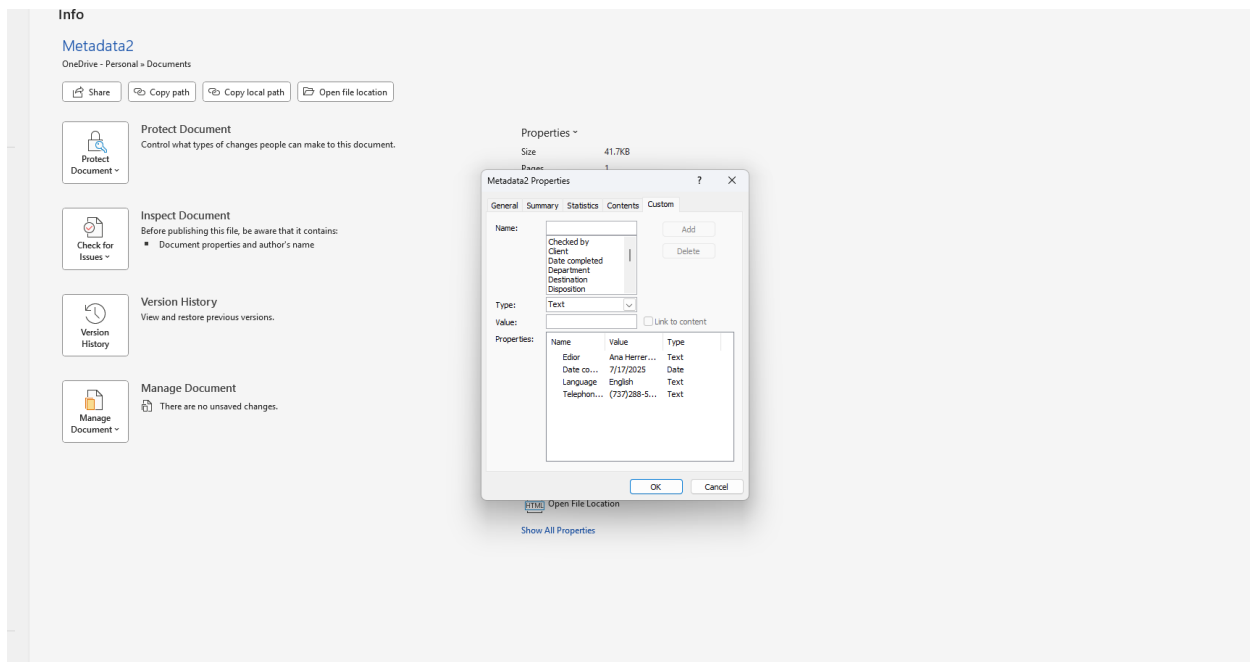 Info
Metadata2
OneDrive - Personal » Documents
Share
Copy path
Copy local path
Open file location
Protect Document
Protect Document
Control what types of changes people can make to this document.
Check for Issues
Inspect Document
Before publishing this file, be aware that it contains:
Document properties and author's name
Version History
Version History
View and restore previous versions.
Manage Document
Manage Document
There are no unsaved changes.
Properties
Size 41.7KB
Pages 1
Metadata2 Properties ?
General Summary Statistics Contents Custom
Name:
Add
Checked by
Client
Date completed
Department
Destination
Disposition
Delete
Type: Text
Value:
Link to content
Properties:
Name Value Type
Edior Ana Herrer... Text
Date co... 7/17/2025 Date
Language English Text
Telephon... (737)288-5... Text
OK Cancel
HTML Open File Location
Show All Properties